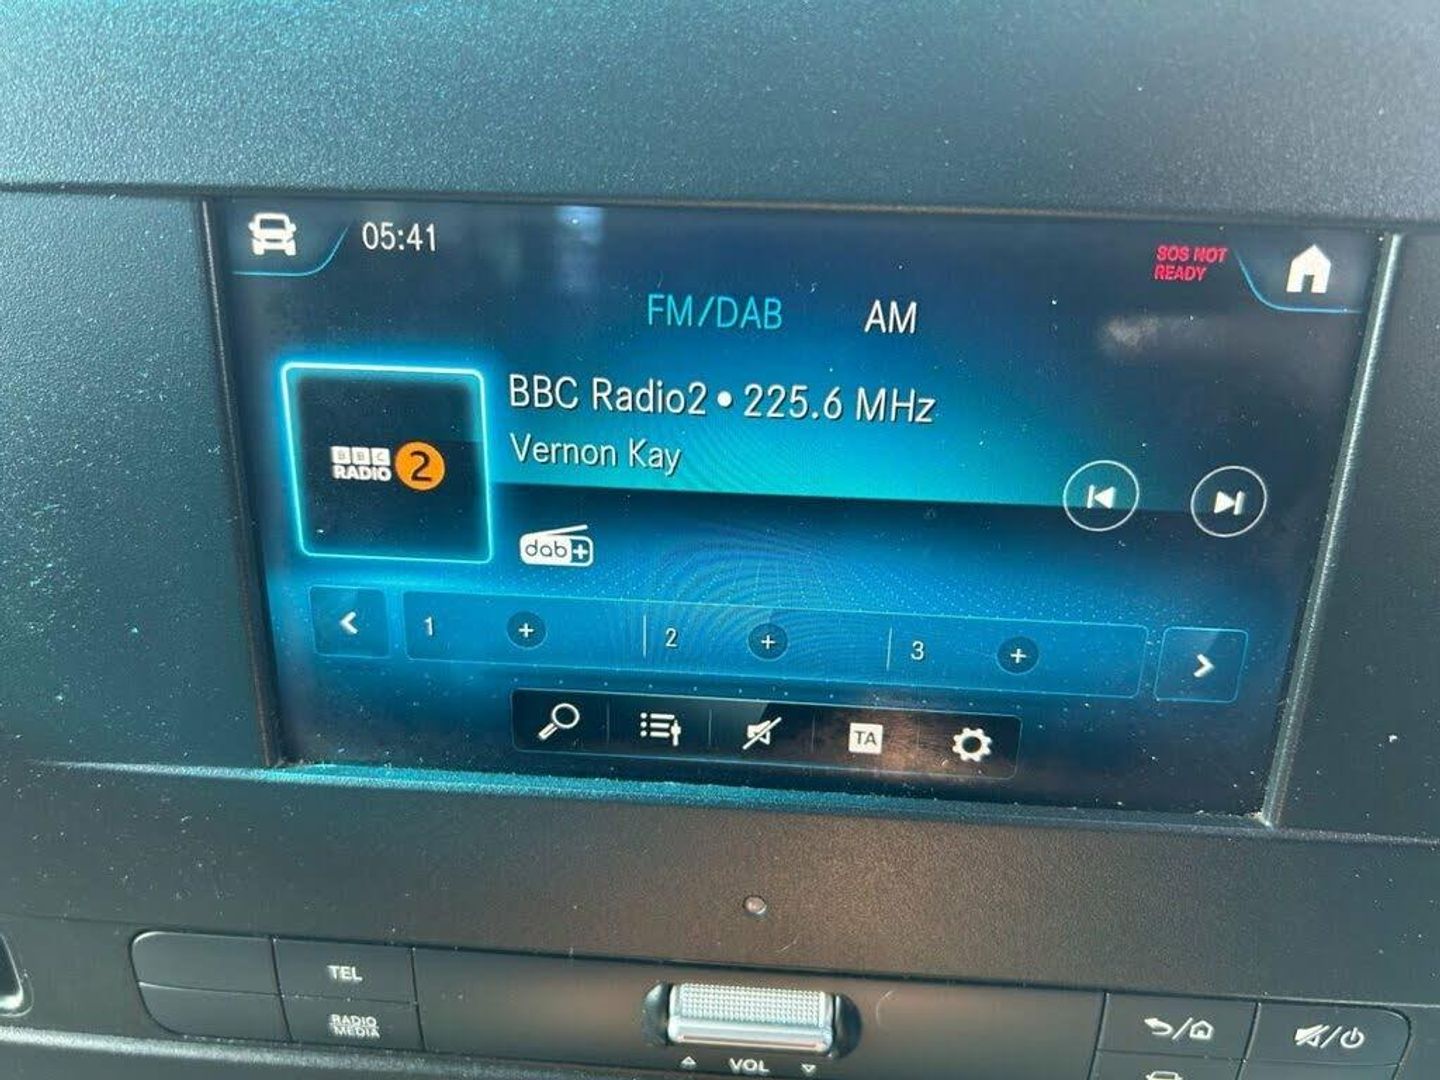 05:41
SOS NOT
READY
FM/DAB AM
BBC Radio2 • 225.6 MHz
Vernon Kay
BBC
RADIO 2
dab+
1 + 2 + 3 +
TA
TEL
RADIO
MEDIA
VOL